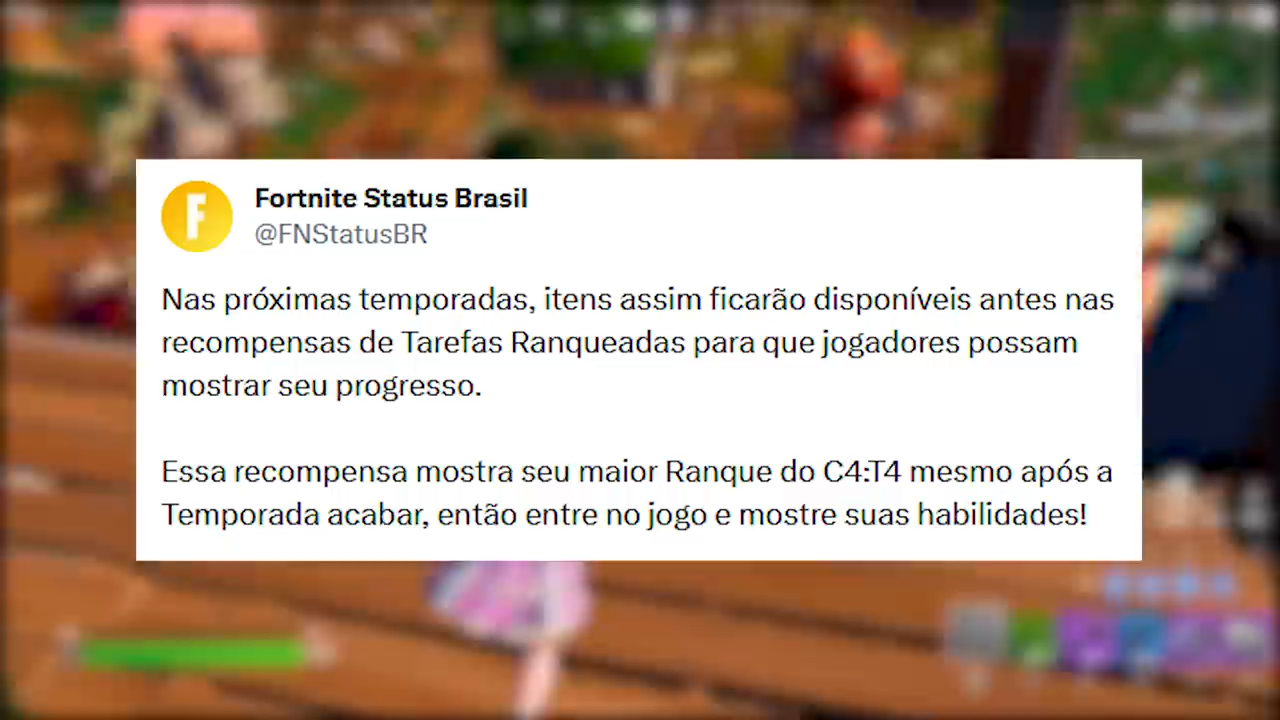 F
Fortnite Status Brasil
@FNStatusBR
Nas próximas temporadas, itens assim ficarão disponíveis antes nas
recompensas de Tarefas Ranqueadas para que jogadores possam
mostrar seu progresso.
Essa recompensa mostra seu maior Ranque do C4:T4 mesmo após a
Temporada acabar, então entre no jogo e mostre suas habilidades!